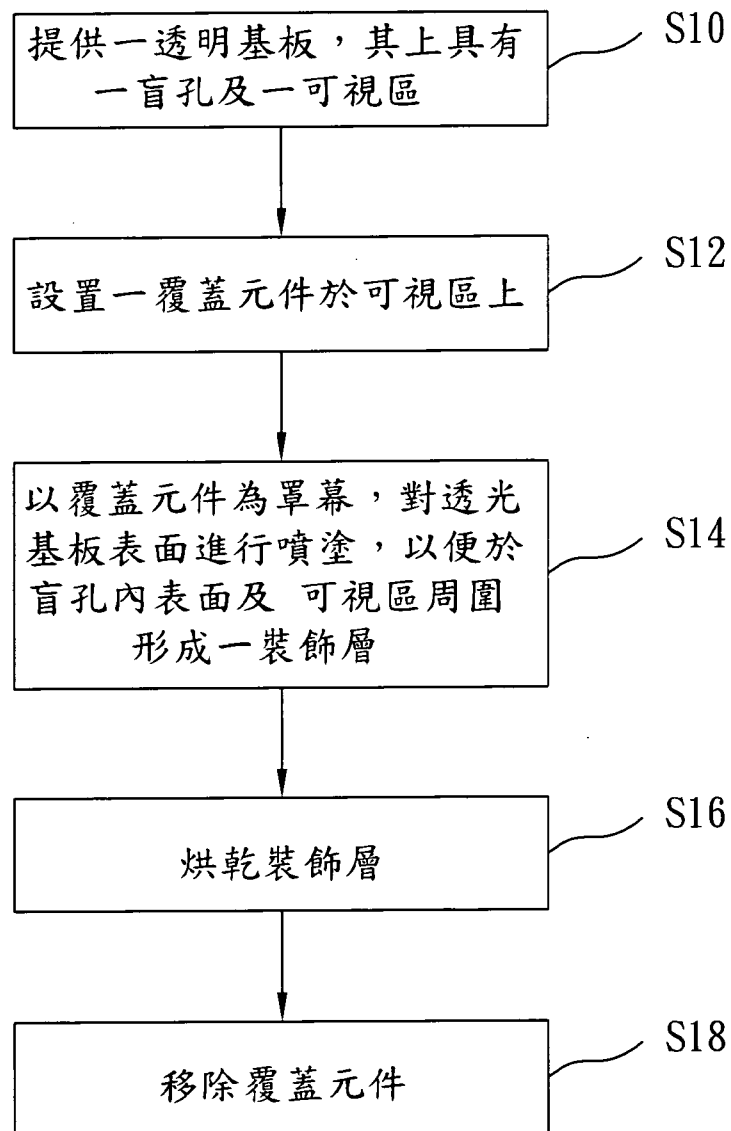 提供一透明基板，其上具有
一盲孔及一可視區
S10
設置一覆蓋元件於可視區上
S12
以覆蓋元件為罩幕，對透光
基板表面進行噴塗，以便於
盲孔內表面及 可視區周圍
形成一裝飾層
S14
烘乾裝飾層
S16
移除覆蓋元件
S18